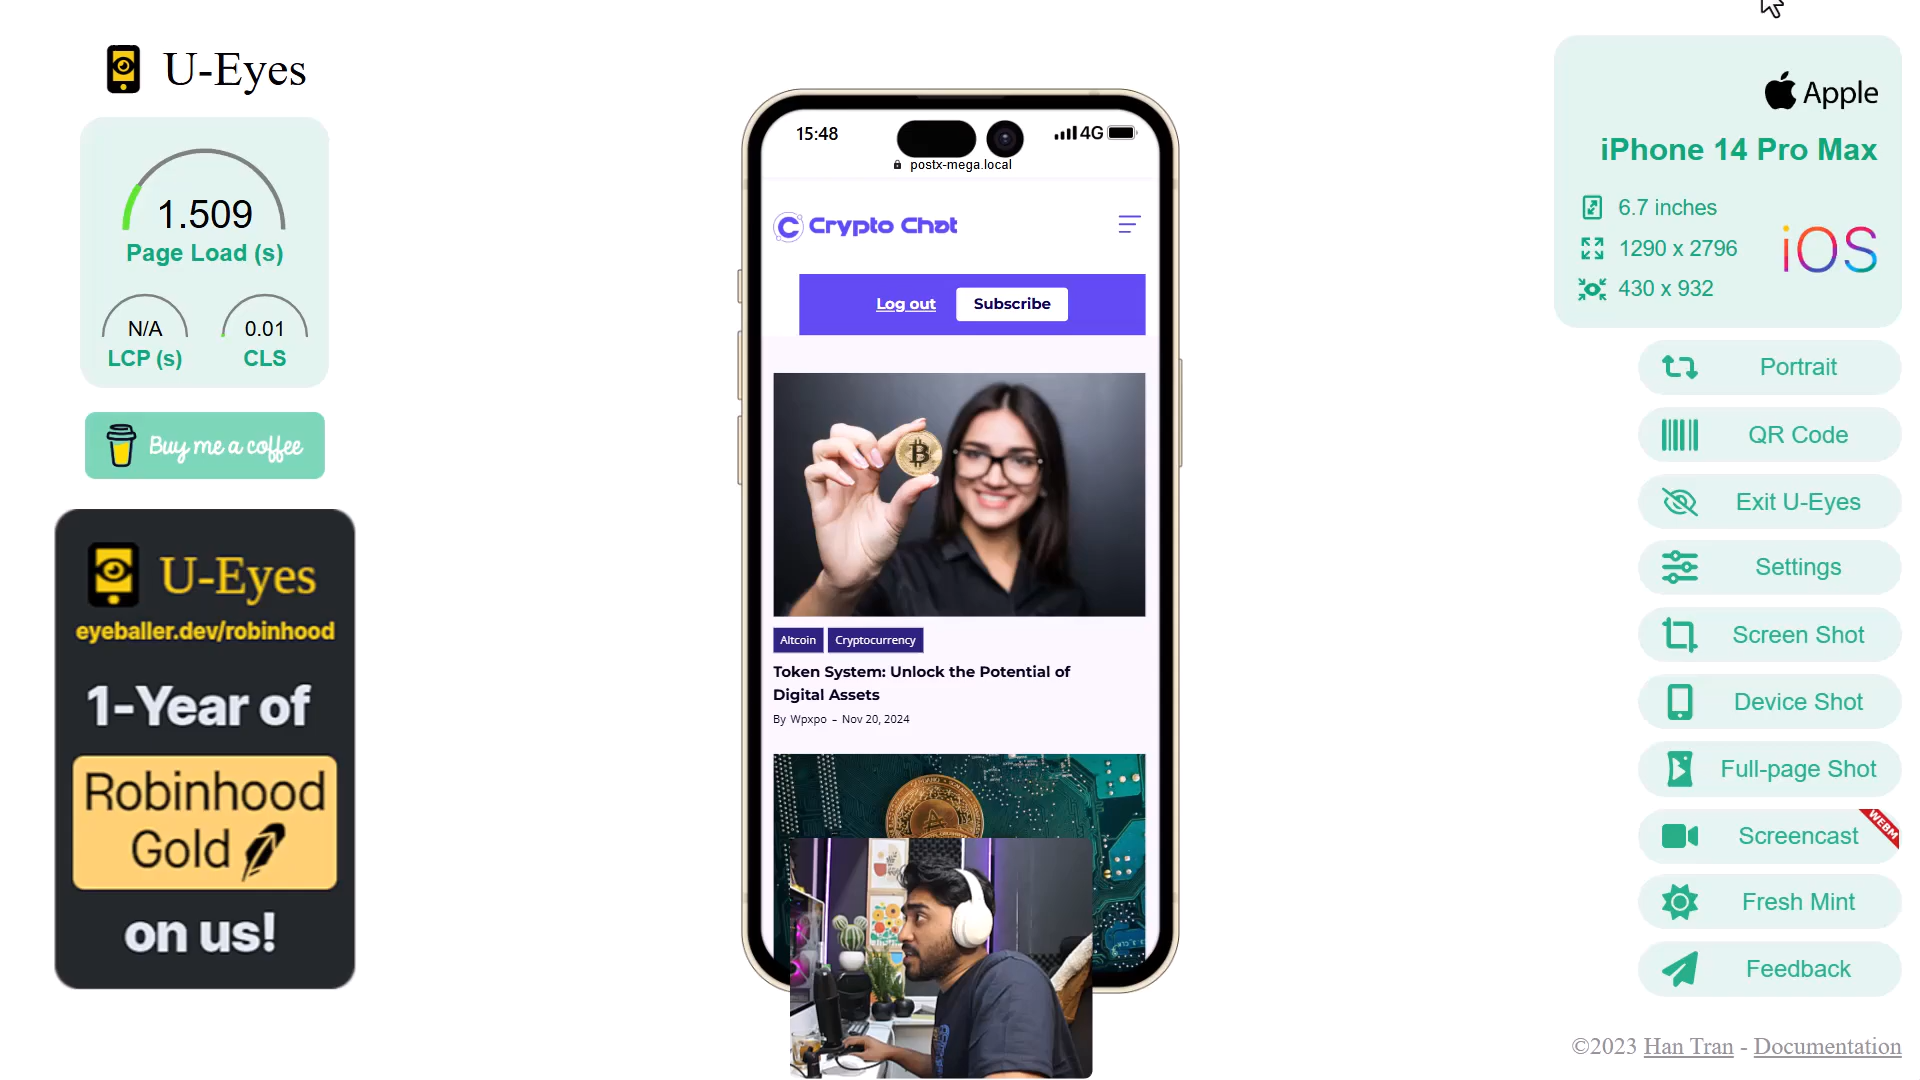 U-Eyes
1.509
Page Load (s)
N/A
LCP (s)
0.01
CLS
Buy me a coffee
U-Eyes
eyeballer.dev/robinhood
1-Year of
Robinhood
Gold
on us!
15:48
4G
postx-mega.local
Crypto Chat
Log out
Subscribe
Altcoin
Cryptocurrency
Token System: Unlock the Potential of
Digital Assets
By Wpxpo - Nov 20, 2024
Apple
iPhone 14 Pro Max
6.7 inches
1290 x 2796
430 x 932
iOS
Portrait
QR Code
Exit U-Eyes
Settings
Screen Shot
Device Shot
Full-page Shot
Screencast
WEBM
Fresh Mint
Feedback
©2023 Han Tran - Documentation